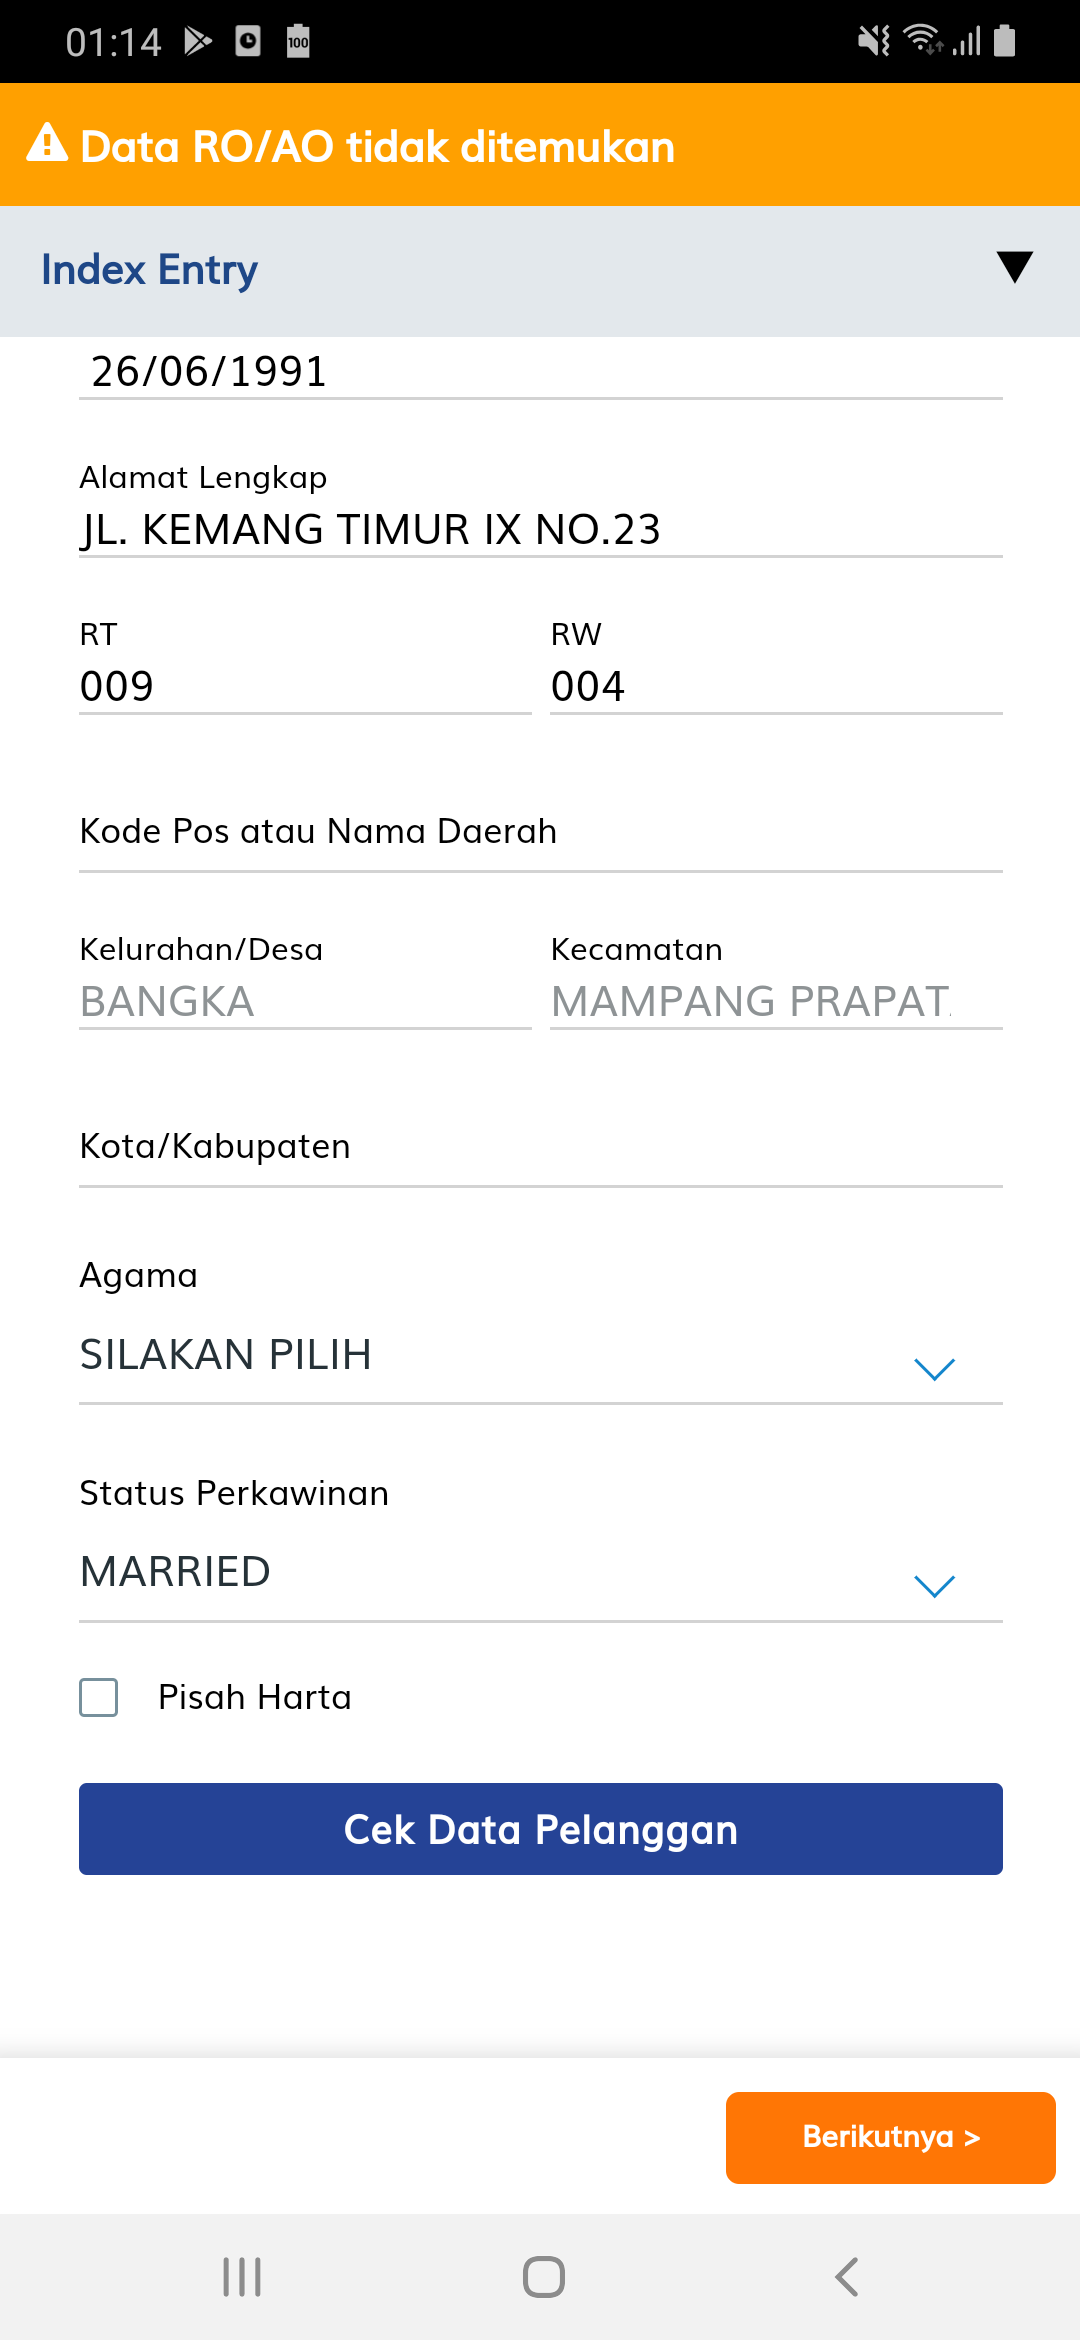 01:14
100
Data RO/AO tidak ditemukan
Index Entry
26/06/1991
Alamat Lengkap
JL. KEMANG TIMUR IX NO.23
RT RW
009 004
Kode Pos atau Nama Daerah
Kelurahan/Desa Kecamatan
BANGKA MAMPANG PRAPAT
Kota/Kabupaten
Agama
SILAKAN PILIH
Status Perkawinan
MARRIED
Pisah Harta
Cek Data Pelanggan
Berikutnya >